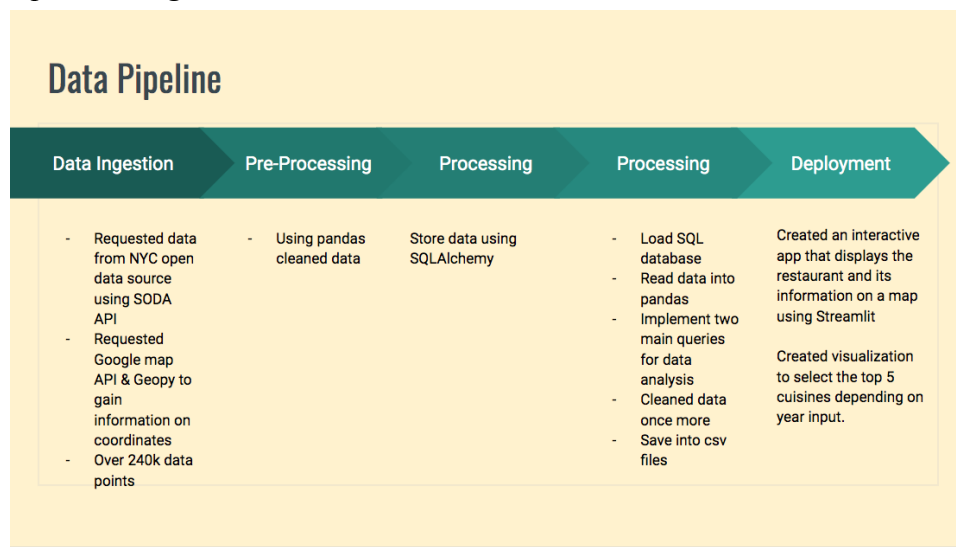 Data Pipeline
Data Ingestion
Pre-Processing
Processing
Processing
Deployment
- Requested data
from NYC open
data source
using SODA
API
- Requested
Google map
API & Geopy to
gain
information on
coordinates
- Over 240k data
points
- Using pandas
cleaned data
Store data using
SQLAlchemy
- Load SQL
database
- Read data into
pandas
- Implement two
main queries
for data
analysis
- Cleaned data
once more
- Save into csv
files
Created an interactive
app that displays the
restaurant and its
information on a map
using Streamlit
Created visualization
to select the top 5
cuisines depending on
year input.